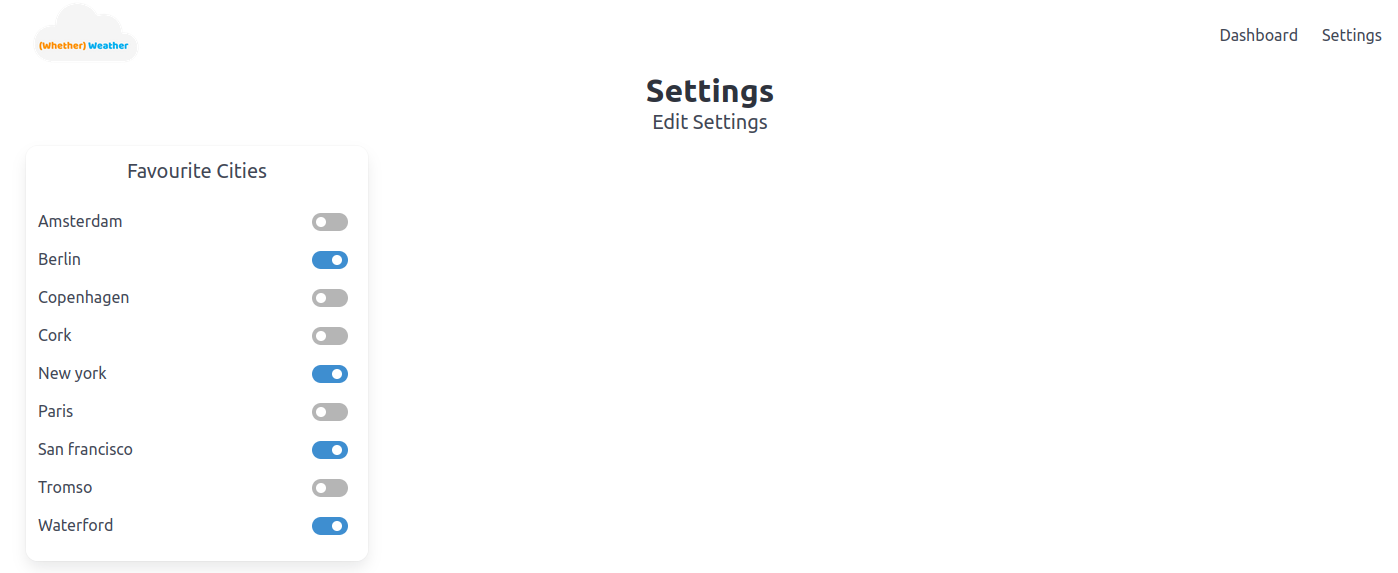 (Whether) Weather
Dashboard Settings
Settings
Edit Settings
Favourite Cities
Amsterdam
Berlin
Copenhagen
Cork
New york
Paris
San francisco
Tromso
Waterford